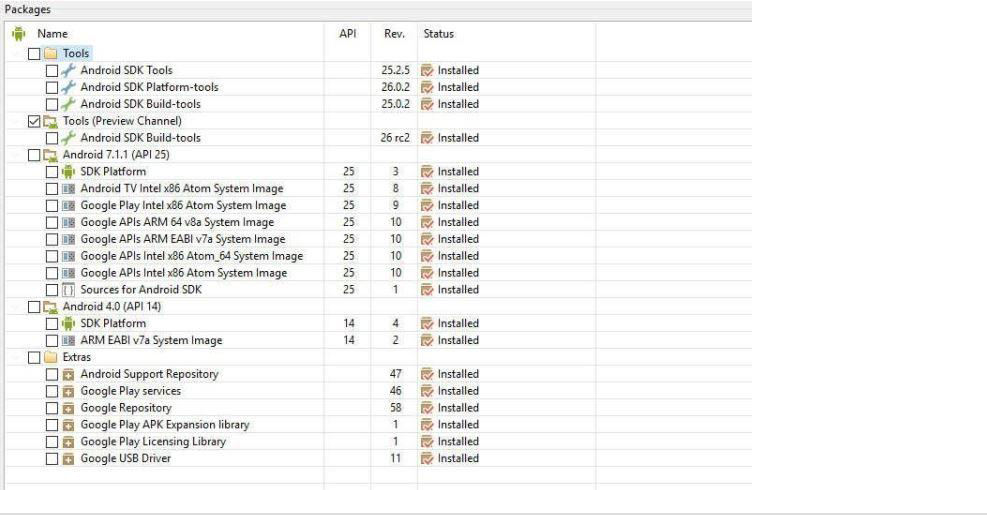 Packages
Name API Rev. Status
Tools
Android SDK Tools 25.2.5 Installed
Android SDK Platform-tools 26.0.2 Installed
Android SDK Build-tools 25.0.2 Installed
Tools (Preview Channel)
Android SDK Build-tools 26 rc2 Installed
Android 7.1.1 (API 25)
SDK Platform 25 3 Installed
Android TV Intel x86 Atom System Image 25 8 Installed
Google Play Intel x86 Atom System Image 25 9 Installed
Google APIs ARM 64 v8a System Image 25 10 Installed
Google APIs ARM EABI v7a System Image 25 10 Installed
Google APIs Intel x86 Atom_64 System Image 25 10 Installed
Google APIs Intel x86 Atom System Image 25 10 Installed
Sources for Android SDK 25 1 Installed
Android 4.0 (API 14)
SDK Platform 14 4 Installed
ARM EABI v7a System Image 14 2 Installed
Extras
Android Support Repository 47 Installed
Google Play services 46 Installed
Google Repository 58 Installed
Google Play APK Expansion library 1 Installed
Google Play Licensing Library 1 Installed
Google USB Driver 11 Installed